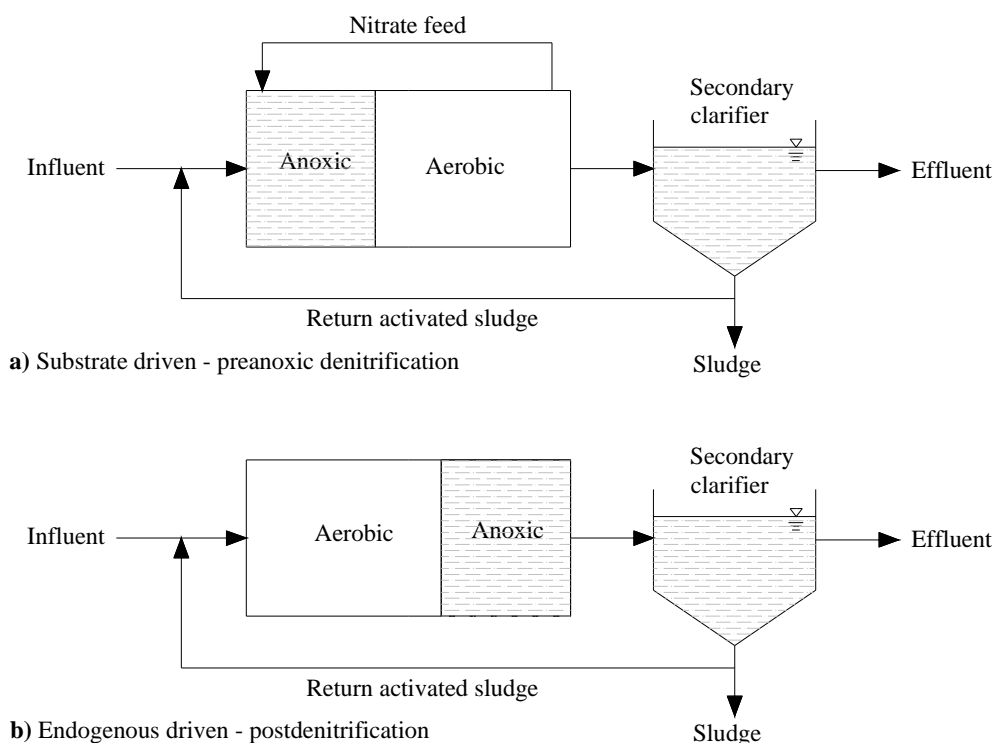 Nitrate feed
Secondary
clarifier
Influent
Anoxic
Aerobic
Effluent
Return activated sludge
a) Substrate driven - preanoxic denitrification
Sludge
Secondary
clarifier
Influent
Aerobic
Anoxic
Effluent
Return activated sludge
b) Endogenous driven - postdenitrification
Sludge